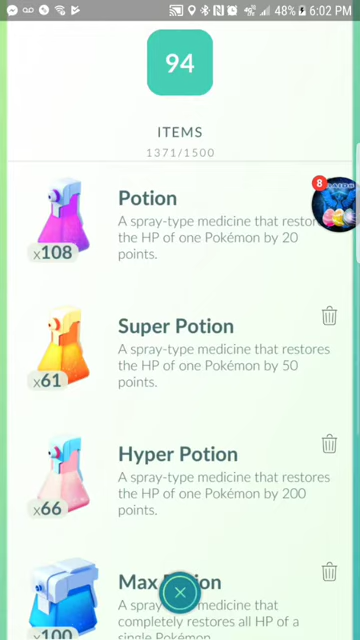 48% 6:02 PM
94
ITEMS
1371/1500
8
Potion
A spray-type medicine that restor
the HP of one Pokémon by 20
points.
x108
Super Potion
A spray-type medicine that restores
the HP of one Pokémon by 50
points.
x61
Hyper Potion
A spray-type medicine that restores
the HP of one Pokémon by 200
points.
x66
Max
A spray medicine that
completely restores all HP of a
single Pokémon
x100